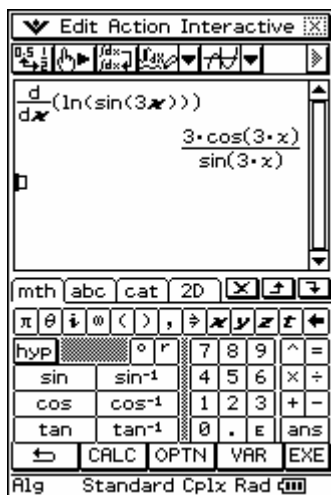 Edit Action Interactive
d/dx(ln(sin(3x)))
3·cos(3·x)
sin(3·x)
mth abc cat 2D
π θ i ∞ ( ) , ⇒ x y z t ←
hyp ° r 7 8 9 ^ =
sin sin⁻¹ 4 5 6 × ÷
cos cos⁻¹ 1 2 3 + −
tan tan⁻¹ 0 . E ans
CALC OPTN VAR EXE
Alg Standard Cplx Rad